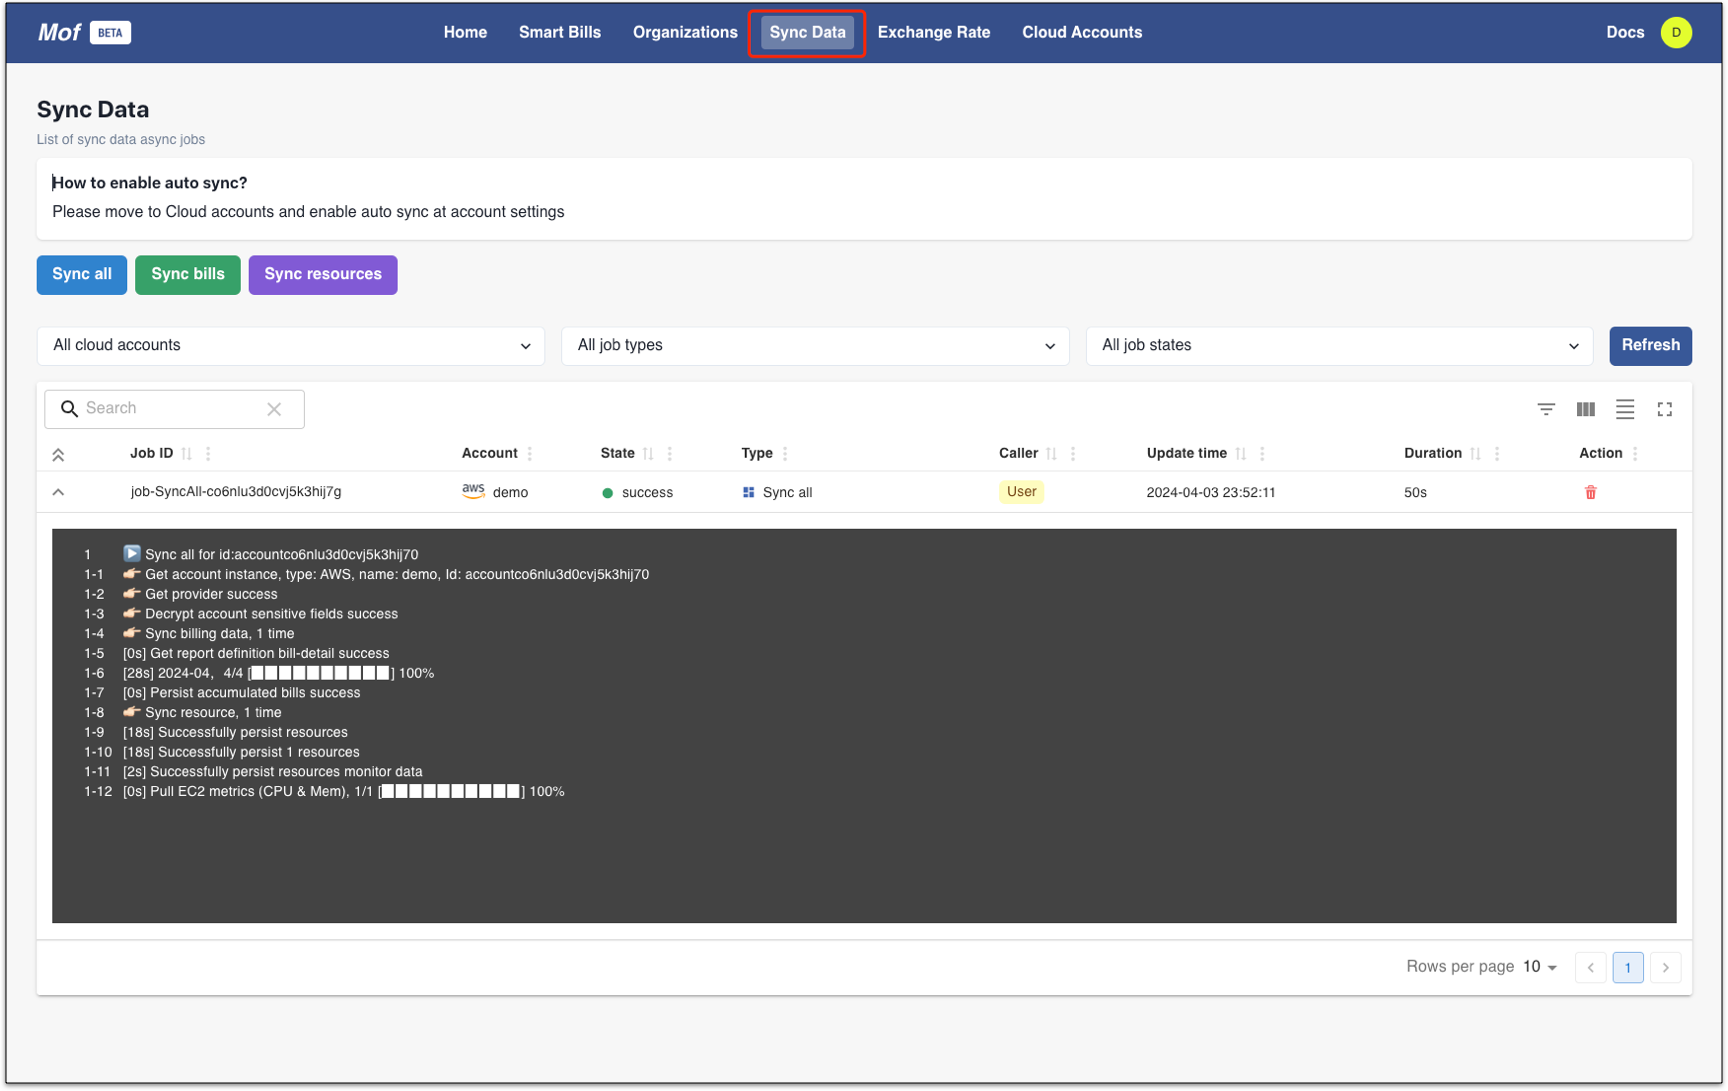 Mof BETA Home Smart Bills Organizations Sync Data Exchange Rate Cloud Accounts Docs D
Sync Data
List of sync data async jobs
How to enable auto sync?
Please move to Cloud accounts and enable auto sync at account settings
Sync all Sync bills Sync resources
All cloud accounts All job types All job states Refresh
Search
Job ID Account State Type Caller Update time Duration Action
job-SyncAll-co6nlu3d0cvj5k3hij7g aws demo success Sync all User 2024-04-03 23:52:11 50s
1 Sync all for id:accountco6nlu3d0cvj5k3hij70
1-1 Get account instance, type: AWS, name: demo, Id: accountco6nlu3d0cvj5k3hij70
1-2 Get provider success
1-3 Decrypt account sensitive fields success
1-4 Sync billing data, 1 time
1-5 [0s] Get report definition bill-detail success
1-6 [28s] 2024-04, 4/4 [██████████] 100%
1-7 [0s] Persist accumulated bills success
1-8 Sync resource, 1 time
1-9 [18s] Successfully persist resources
1-10 [18s] Successfully persist 1 resources
1-11 [2s] Successfully persist resources monitor data
1-12 [0s] Pull EC2 metrics (CPU & Mem), 1/1 [██████████] 100%
Rows per page 10 1